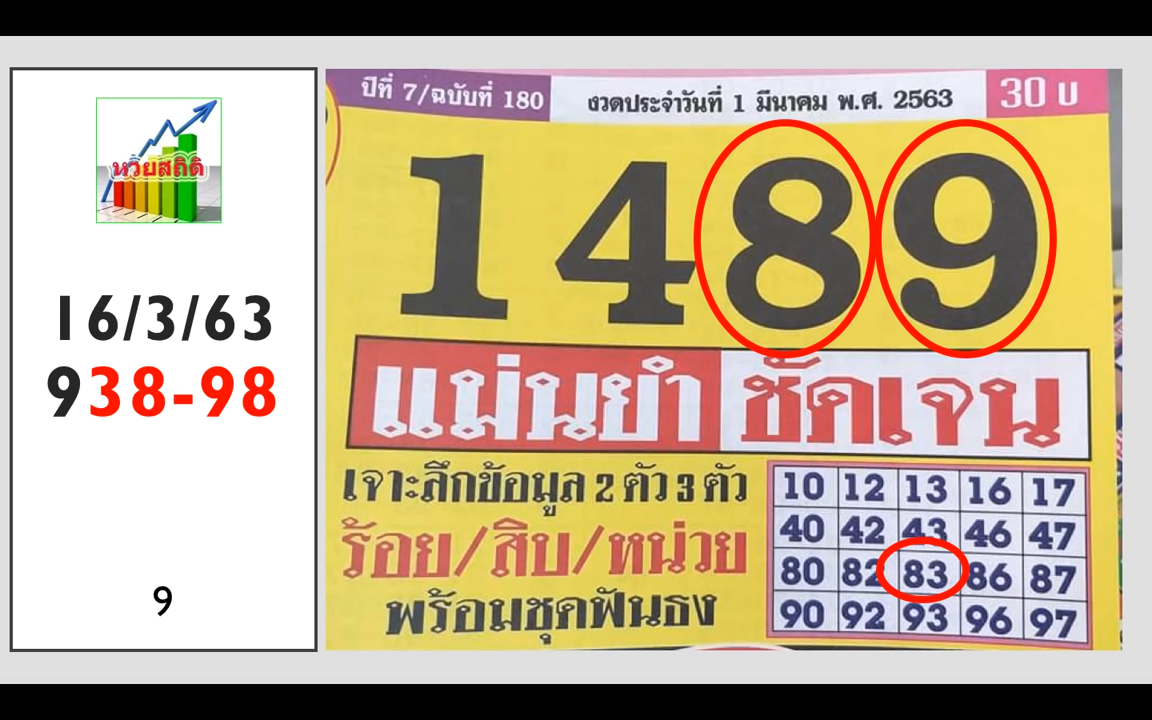 หวยสถิติ
16/3/63
938-98
9
ปีที่ 7/ฉบับที่ 180
งวดประจำวันที่ 1 มีนาคม พ.ศ. 2563
30 บ
1489
แม่นยำ ชัดเจน
เจาะลึกข้อมูล 2 ตัว 3 ตัว
ร้อย/สิบ/หน่วย
พร้อมชุดฟันธง
10 12 13 16 17
40 42 43 46 47
80 82 83 86 87
90 92 93 96 97